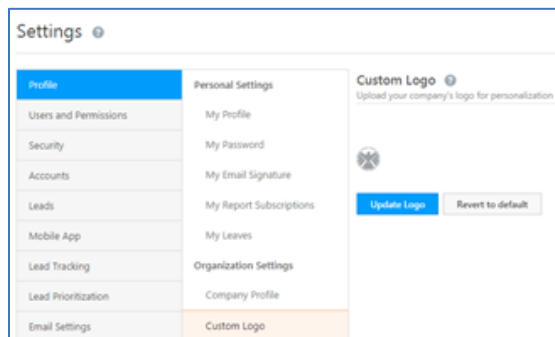 Settings
Profile
Users and Permissions
Security
Accounts
Leads
Mobile App
Lead Tracking
Lead Prioritization
Email Settings
Personal Settings
My Profile
My Password
My Email Signature
My Report Subscriptions
My Leaves
Organization Settings
Company Profile
Custom Logo
Custom Logo
Upload your company's logo for personalization
Update Logo
Revert to default